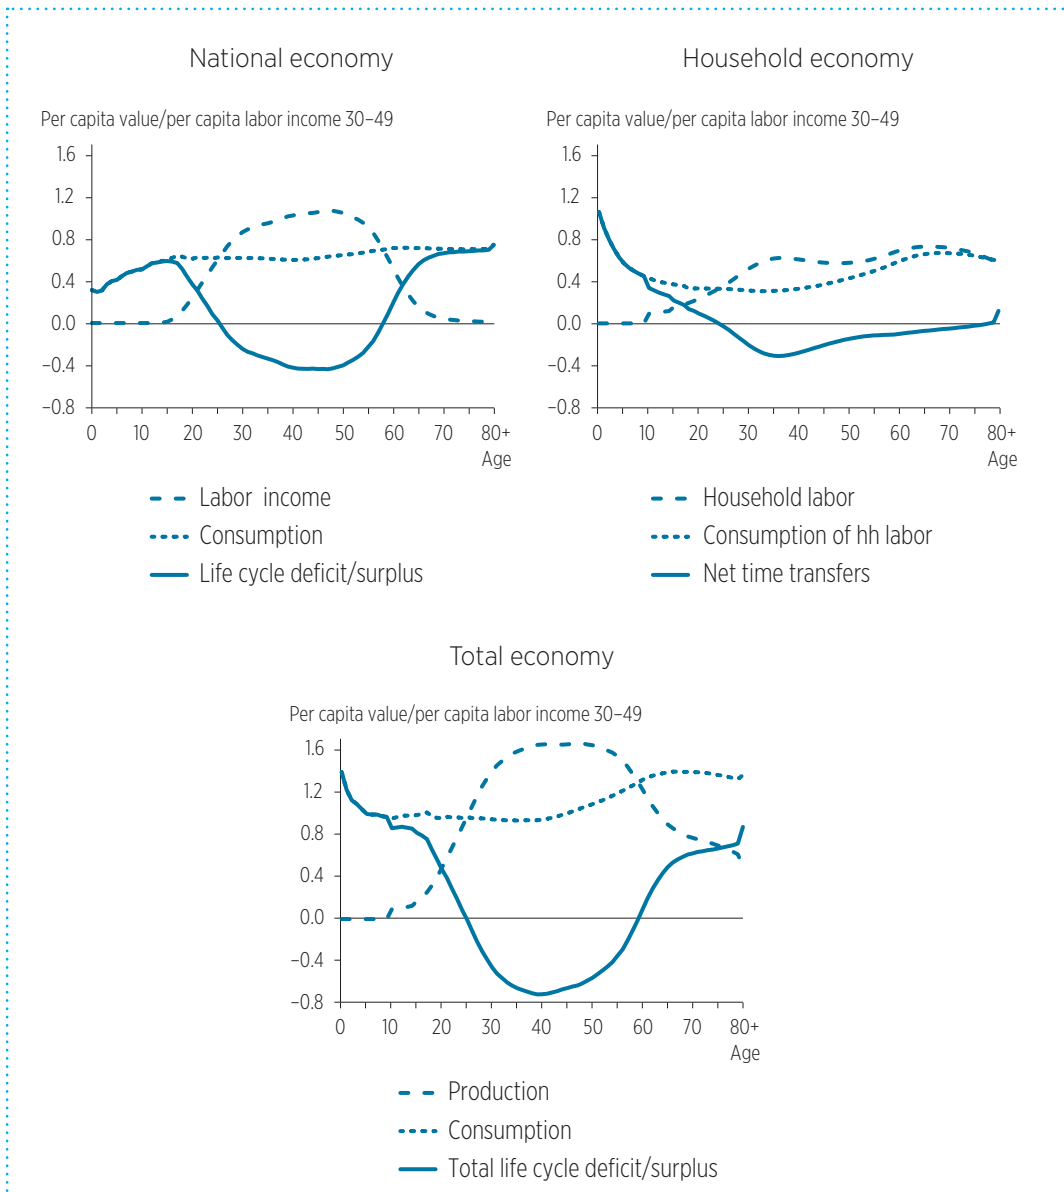 National economy
Per capita value/per capita labor income 30–49
1.6
1.2
0.8
0.4
0.0
–0.4
–0.8
0 10 20 30 40 50 60 70 80+
Age
Labor income
Consumption
Life cycle deficit/surplus
Household economy
Per capita value/per capita labor income 30–49
1.6
1.2
0.8
0.4
0.0
–0.4
–0.8
0 10 20 30 40 50 60 70 80+
Age
Household labor
Consumption of hh labor
Net time transfers
Total economy
Per capita value/per capita labor income 30–49
1.6
1.2
0.8
0.4
0.0
–0.4
–0.8
0 10 20 30 40 50 60 70 80+
Age
Production
Consumption
Total life cycle deficit/surplus